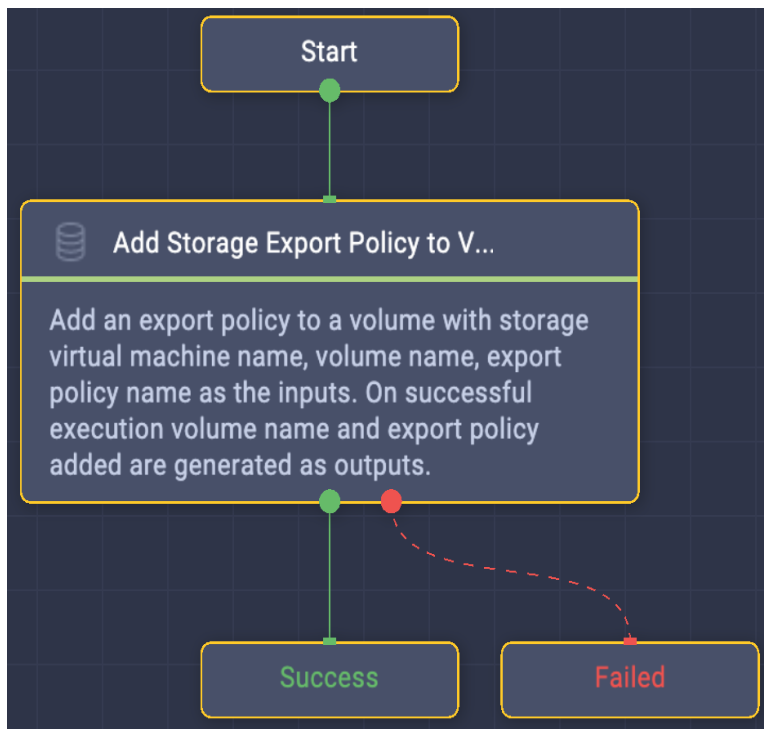 Start
Add Storage Export Policy to V...
Add an export policy to a volume with storage
virtual machine name, volume name, export
policy name as the inputs. On successful
execution volume name and export policy
added are generated as outputs.
Success
Failed